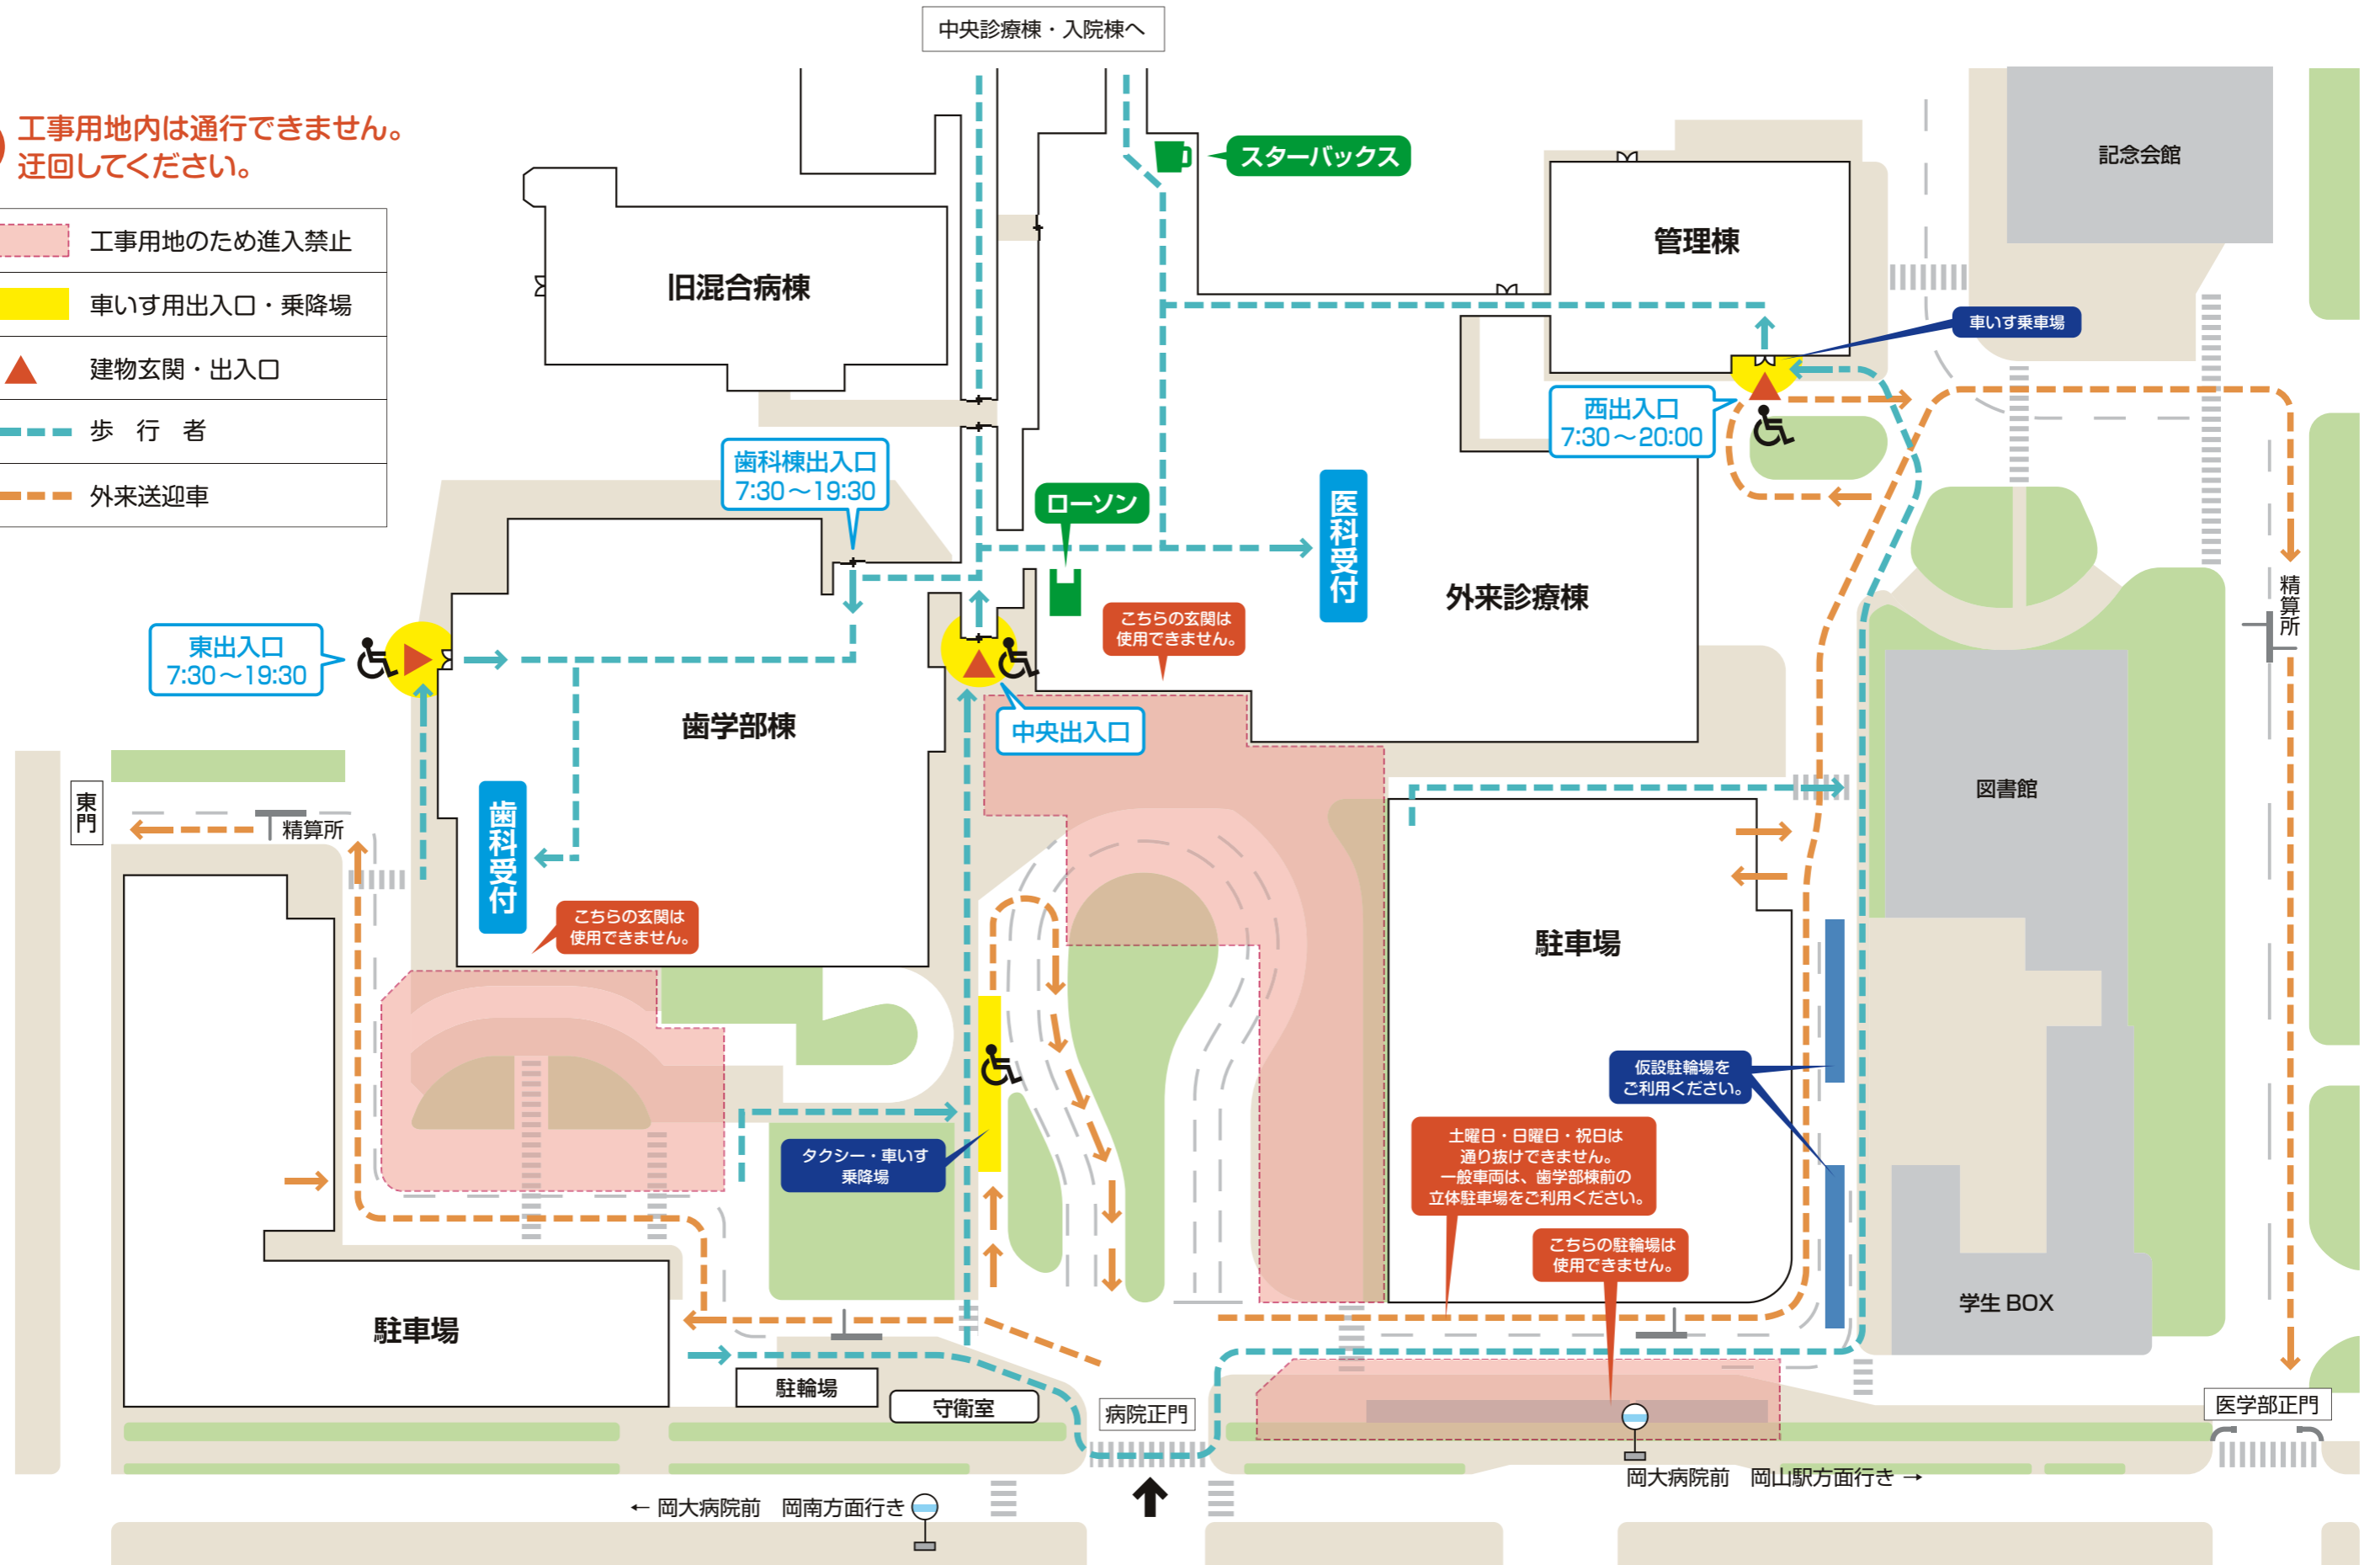 中央診療棟・入院棟へ
工事用地内は通行できません。
迂回してください。
工事用地のため進入禁止
車いす用出入口・乗降場
建物玄関・出入口
歩 行 者
外来送迎車
スターバックス
記念会館
管理棟
旧混合病棟
車いす乗車場
西出入口
7:30〜20:00
歯科棟出入口
7:30〜19:30
ローソン
医科受付
外来診療棟
精算所
こちらの玄関は
使用できません。
東出入口
7:30〜19:30
歯学部棟
中央出入口
図書館
東門
精算所
歯科受付
こちらの玄関は
使用できません。
駐車場
仮設駐輪場を
ご利用ください。
タクシー・車いす
乗降場
土曜日・日曜日・祝日は
通り抜けできません。
一般車両は、歯学部棟前の
立体駐車場をご利用ください。
こちらの駐輪場は
使用できません。
学生 BOX
駐車場
駐輪場
守衛室
病院正門
医学部正門
岡大病院前 岡山駅方面行き →
← 岡大病院前 岡南方面行き